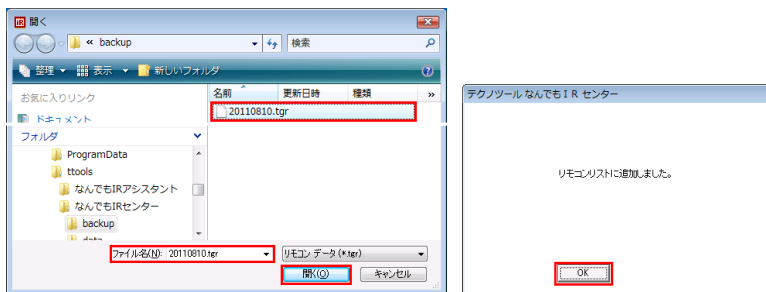 開く
« backup
検索
整理 表示 新しいフォルダ
お気に入りリンク
ドキュメント
名前 更新日時 種類 »
20110810.tgr
フォルダ
ProgramData
ttools
なんでもIRアシスタント
なんでもIRセンター
backup
data
ファイル名(N): 20110810.tgr
リモコン データ (*.tgr)
開く(O) キャンセル
テクノツール なんでもＩＲ センター
リモコンリストに追加しました。
OK